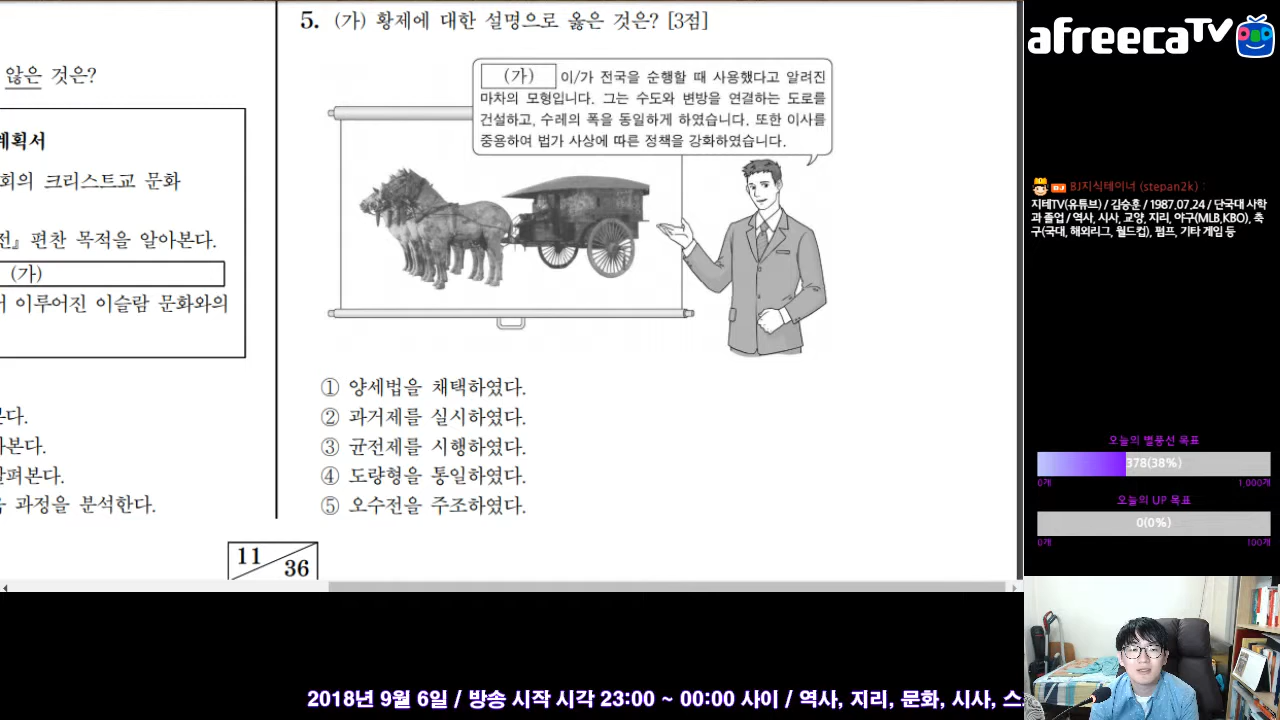 않은 것은?
계획서
회의 크리스트교 문화
전』 편찬 목적을 알아본다.
(가)
이루어진 이슬람 문화와의
본다.
아본다.
살펴본다.
과정을 분석한다.
11
36
5. (가) 황제에 대한 설명으로 옳은 것은? [3점]
(가) 이/가 전국을 순행할 때 사용했다고 알려진
마차의 모형입니다. 그는 수도와 변방을 연결하는 도로를
건설하고, 수레의 폭을 동일하게 하였습니다. 또한 이사를
중용하여 법가 사상에 따른 정책을 강화하였습니다.
① 양세법을 채택하였다.
② 과거제를 실시하였다.
③ 균전제를 시행하였다.
④ 도량형을 통일하였다.
⑤ 오수전을 주조하였다.
afreecaTV
DJ BJ지식테이너 (stepan2k) :
지테TV(유튜브) / 김승훈 / 1987.07.24 / 단국대 사학
과 졸업 / 역사, 시사, 교양, 지리, 야구(MLB,KBO), 축
구(국대, 해외리그, 월드컵), 펌프, 기타 게임 등
오늘의 별풍선 목표
378(38%)
0개 1,000개
오늘의 UP 목표
0(0%)
0개 100개
2018년 9월 6일 / 방송 시작 시각 23:00 ~ 00:00 사이 / 역사, 지리, 문화, 시사, 스